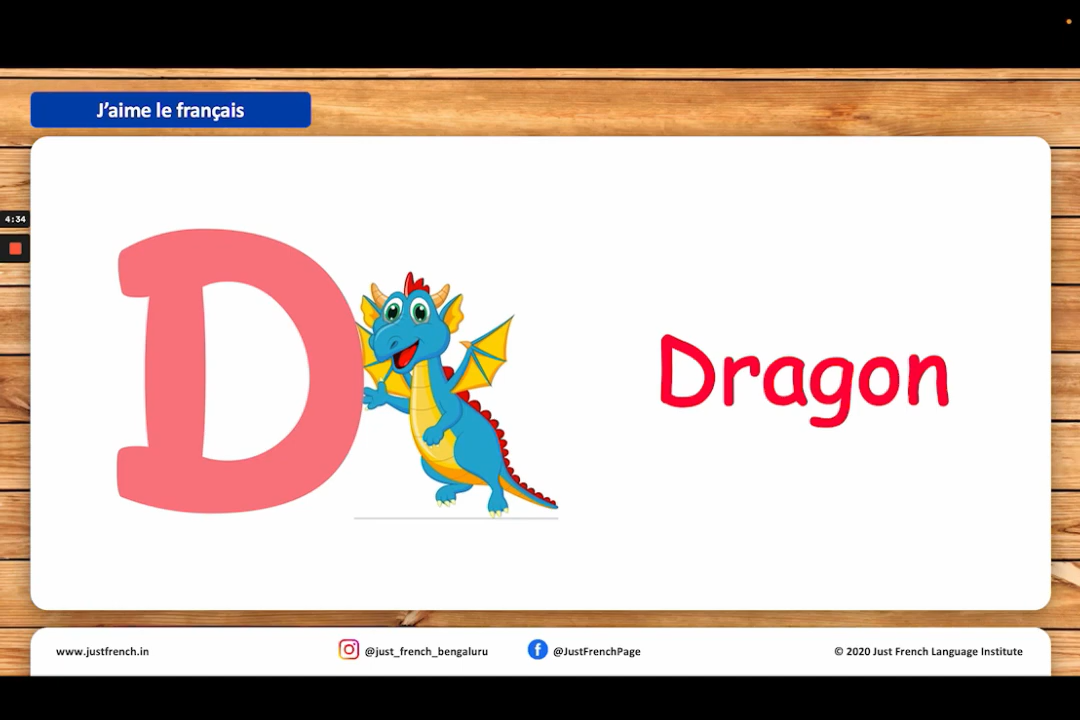 J’aime le français
4:34
D
Dragon
www.justfrench.in
@just_french_bengaluru
@JustFrenchPage
© 2020 Just French Language Institute